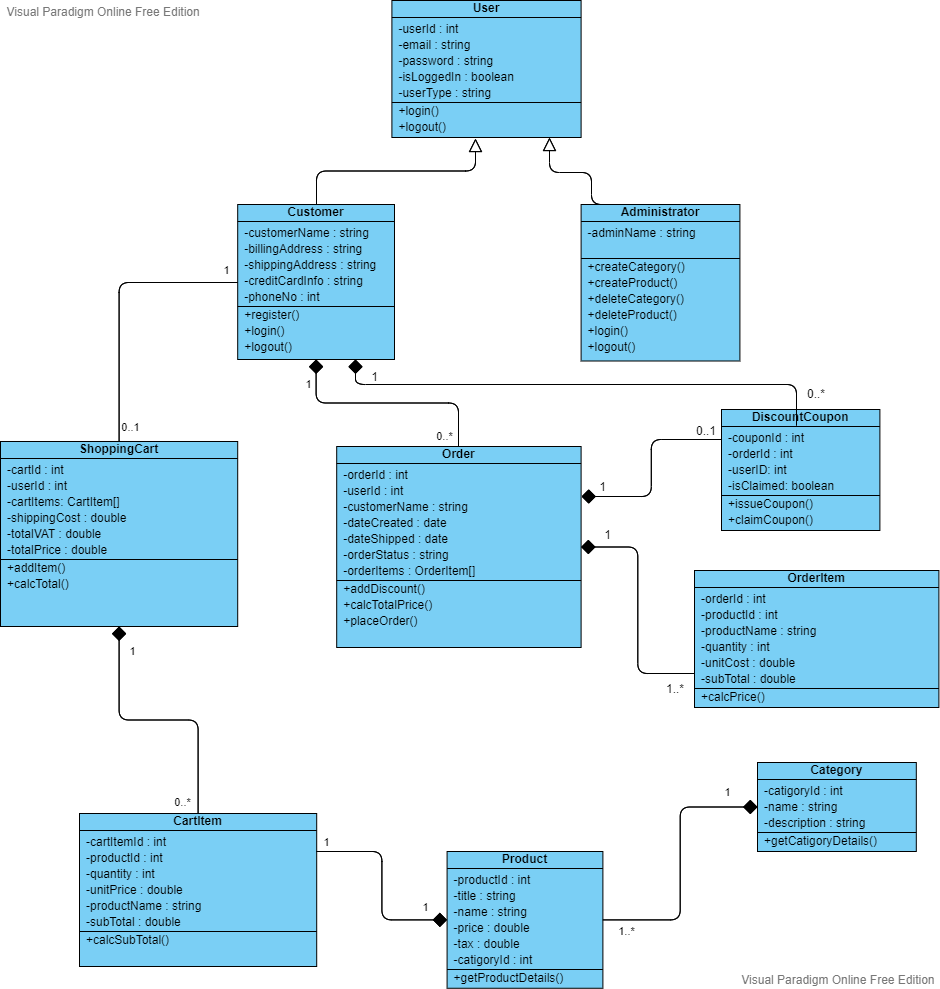 Visual Paradigm Online Free Edition
User
-userId : int
-email : string
-password : string
-isLoggedIn : boolean
-userType : string
+login()
+logout()
Customer
-customerName : string
-billingAddress : string
-shippingAddress : string
-creditCardInfo : string
-phoneNo : int
+register()
+login()
+logout()
Administrator
-adminName : string
+createCategory()
+createProduct()
+deleteCategory()
+deleteProduct()
+login()
+logout()
1
0..1
1
0..*
1
0..*
ShoppingCart
-cartId : int
-userId : int
-cartItems: CartItem[]
-shippingCost : double
-totalVAT : double
-totalPrice : double
+addItem()
+calcTotal()
Order
-orderId : int
-userId : int
-customerName : string
-dateCreated : date
-dateShipped : date
-orderStatus : string
-orderItems : OrderItem[]
+addDiscount()
+calcTotalPrice()
+placeOrder()
DiscountCoupon
-couponId : int
-orderId : int
-userID: int
-isClaimed: boolean
+issueCoupon()
+claimCoupon()
0..1
1
1
1..*
OrderItem
-orderId : int
-productId : int
-productName : string
-quantity : int
-unitCost : double
-subTotal : double
+calcPrice()
1
0..*
CartItem
-cartItemId : int
-productId : int
-quantity : int
-unitPrice : double
-productName : string
-subTotal : double
+calcSubTotal()
1
1
Product
-productId : int
-title : string
-name : string
-price : double
-tax : double
-catigoryId : int
+getProductDetails()
1
1..*
Category
-catigoryId : int
-name : string
-description : string
+getCatigoryDetails()
Visual Paradigm Online Free Edition